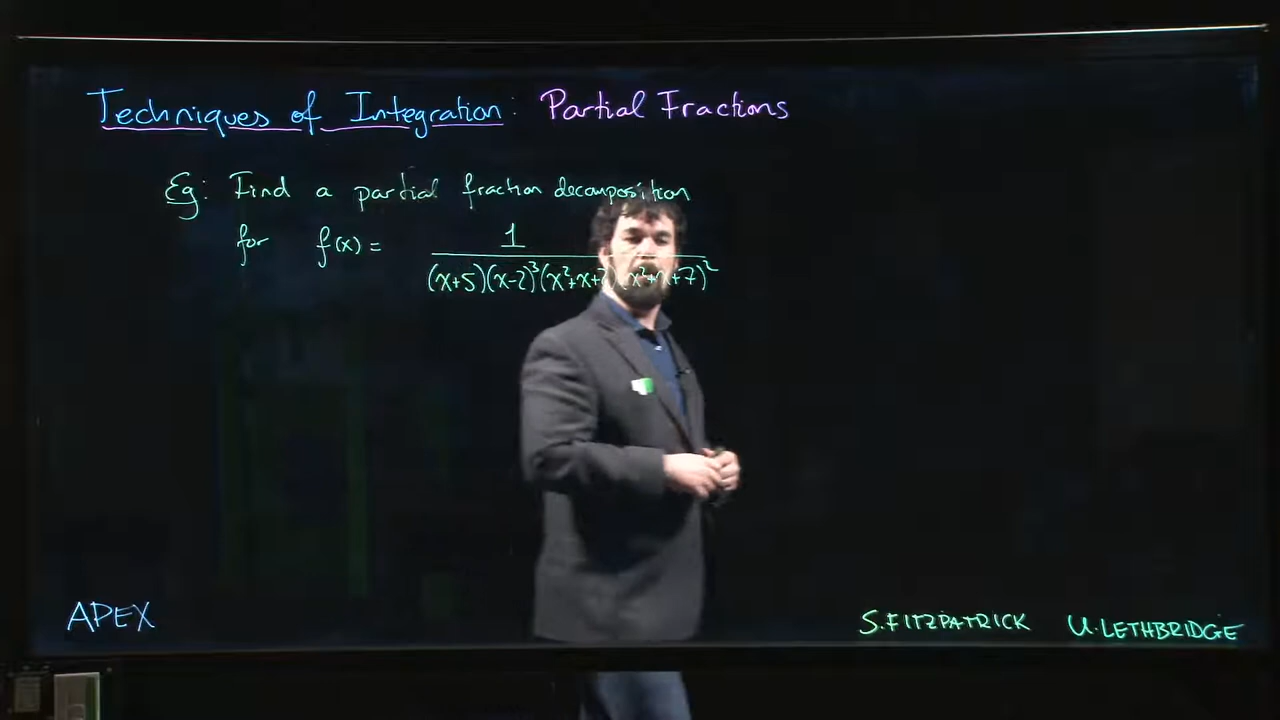 Techniques of Integration: Partial Fractions
Eg: Find a partial fraction decomposition
for f(x) = 1
(x+5)(x-2)³(x²+x+ (x²+x+7)²
APEX
S.FITZPATRICK U.LETHBRIDGE